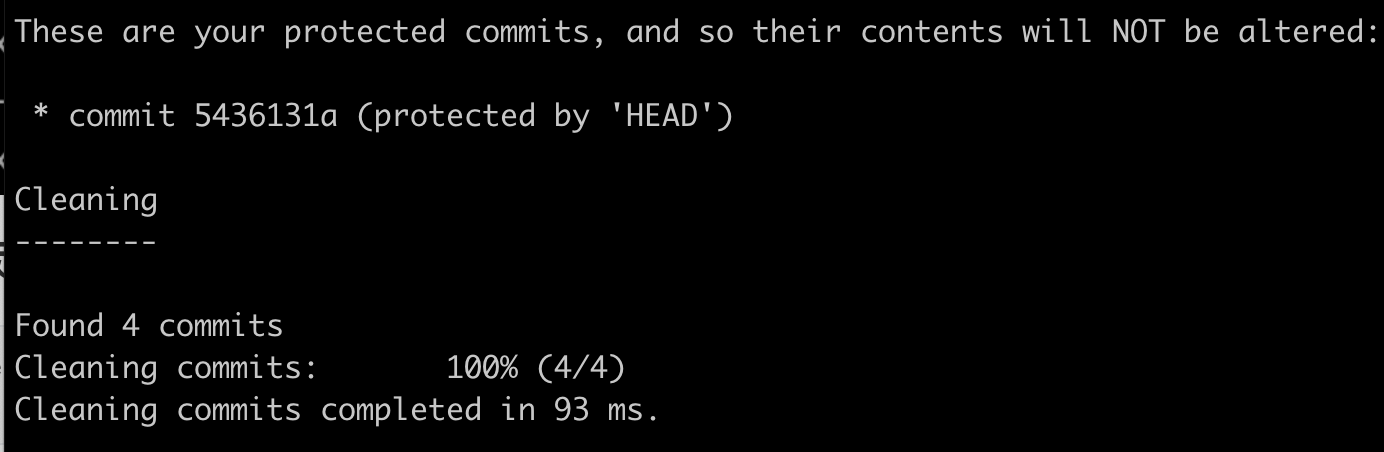 These are your protected commits, and so their contents will NOT be altered:
* commit 5436131a (protected by 'HEAD')
Cleaning
--------
Found 4 commits
Cleaning commits:       100% (4/4)
Cleaning commits completed in 93 ms.